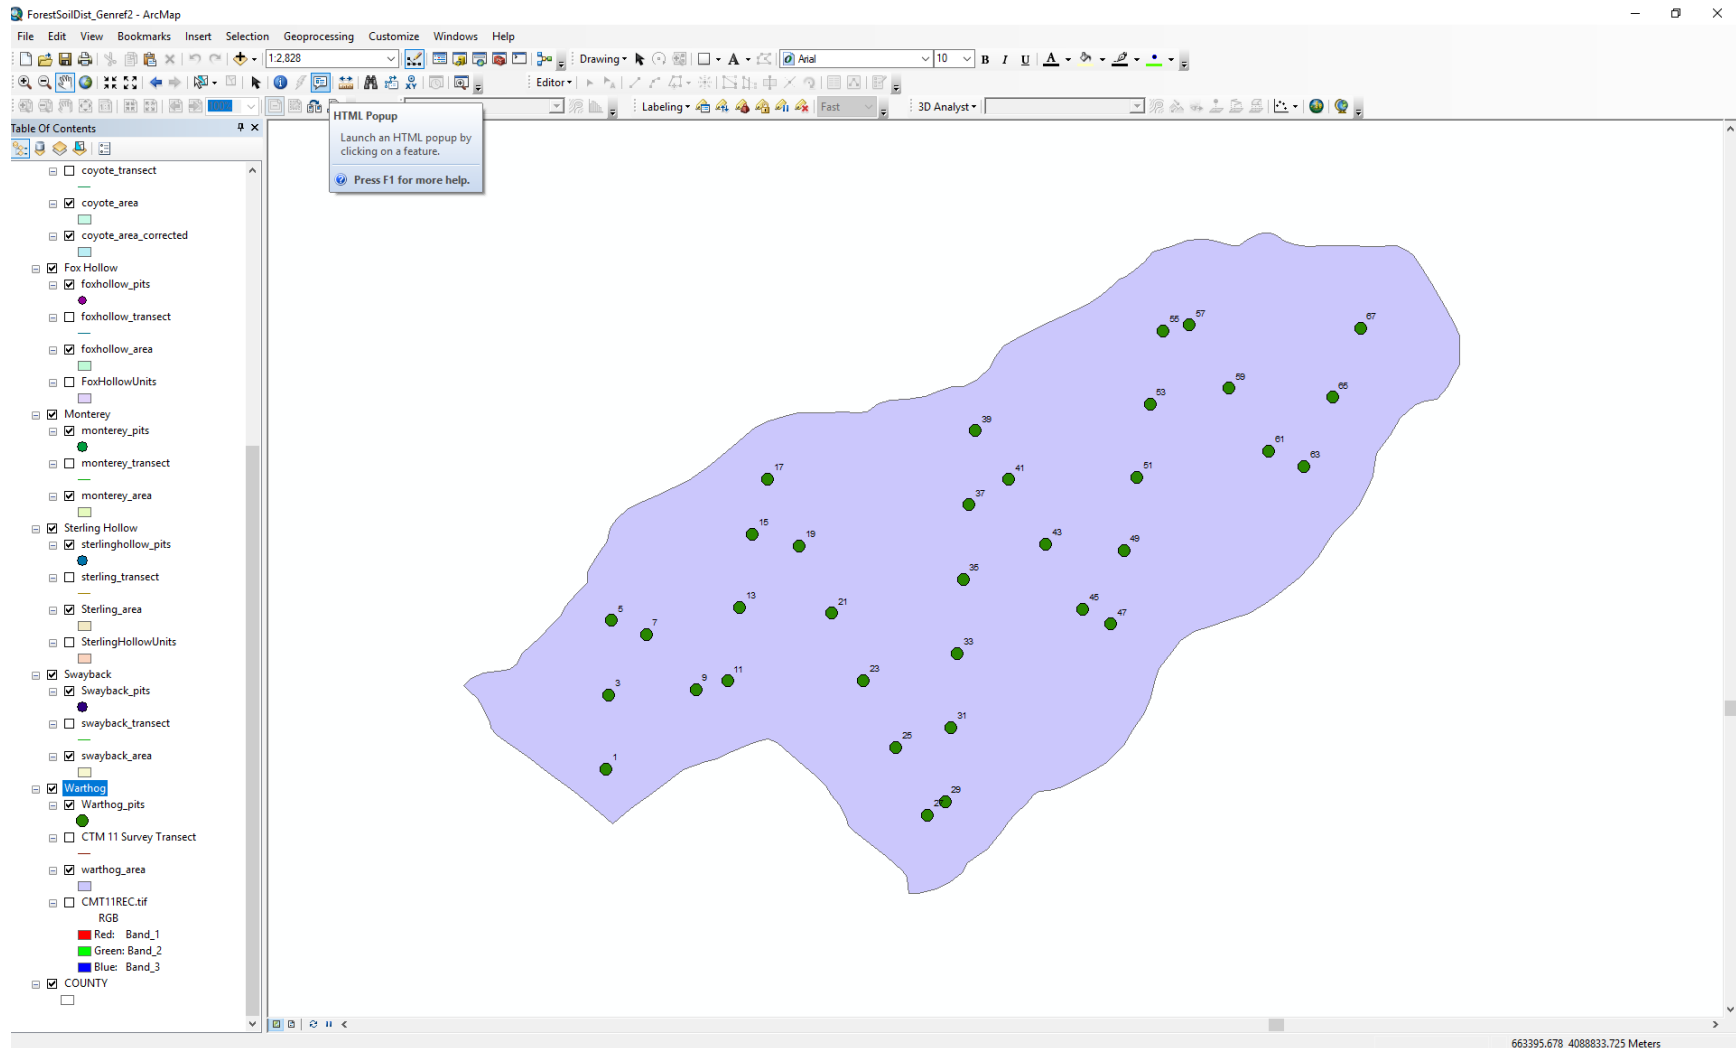 ForestSoilDist_Genref2 - ArcMap
File Edit View Bookmarks Insert Selection Geoprocessing Customize Windows Help
1:2,828 Drawing Arial 10 B I U A
Editor
Labeling Fast 3D Analyst
HTML Popup
Launch an HTML popup by
clicking on a feature.
Press F1 for more help.
Table Of Contents
coyote_transect
coyote_area
coyote_area_corrected
Fox Hollow
foxhollow_pits
foxhollow_transect
foxhollow_area
FoxHollowUnits
Monterey
monterey_pits
monterey_transect
monterey_area
Sterling Hollow
sterlinghollow_pits
sterling_transect
Sterling_area
SterlingHollowUnits
Swayback
Swayback_pits
swayback_transect
swayback_area
Warthog
Warthog_pits
CTM 11 Survey Transect
warthog_area
CMT11REC.tif
RGB
Red: Band_1
Green: Band_2
Blue: Band_3
COUNTY
55 57 67
59 65
53
39
61 63
51
41
17
37
15 19 43 49
35
13 21 45 47
5 7
33
11 23
3 9
31
25
1
27 29
663395.678 4088833.725 Meters